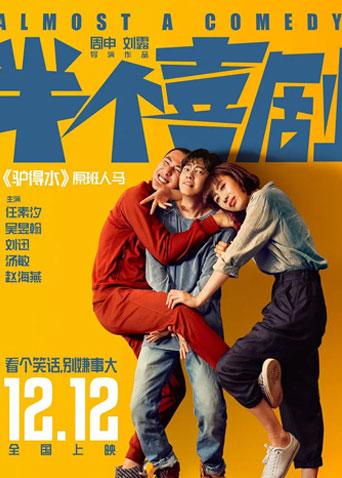 ALMOST A COMEDY
周申 刘露
导演作品
半个喜剧
《驴得水》原班人马
主演
任素汐
吴昱翰
刘迅
汤敏
赵海燕
看个笑话,别嫌事大
12.12
全国上映